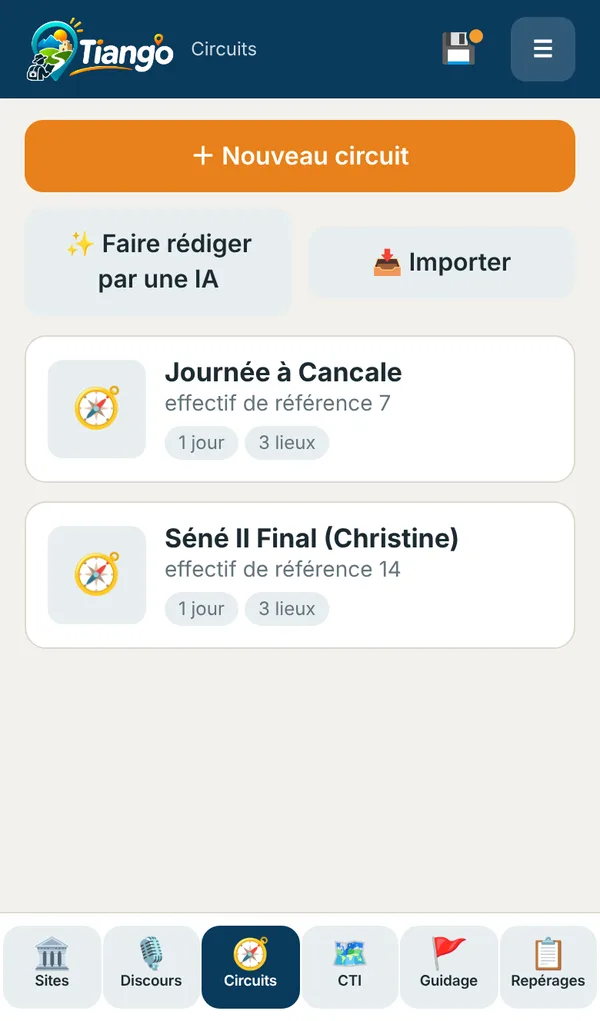 Tiango
Circuits
+ Nouveau circuit
Faire rédiger
par une IA
Importer
Journée à Cancale
effectif de référence 7
1 jour
3 lieux
Séné II Final (Christine)
effectif de référence 14
1 jour
3 lieux
Sites
Discours
Circuits
CTI
Guidage
Repérages